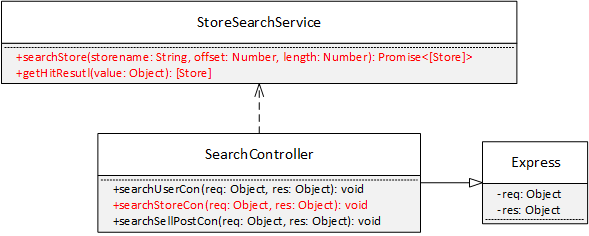 StoreSearchService
+searchStore(storename: String, offset: Number, length: Number): Promise<[Store]>
+getHitResutl(value: Object): [Store]
SearchController
+searchUserCon(req: Object, res: Object): void
+searchStoreCon(req: Object, res: Object): void
+searchSellPostCon(req: Object, res: Object): void
Express
-req: Object
-res: Object